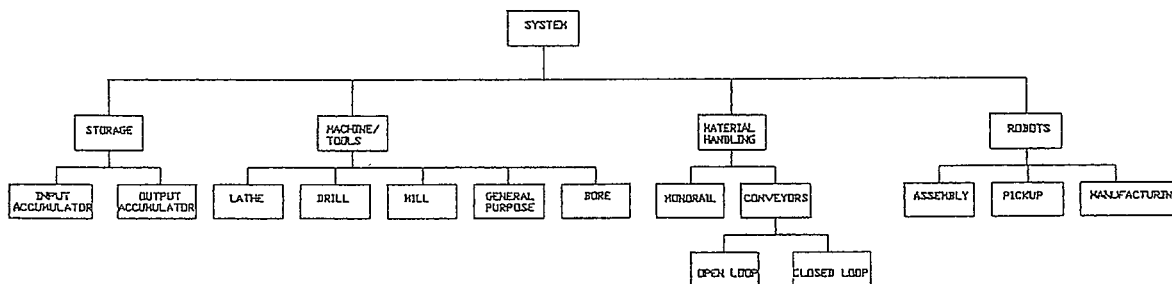 SYSTEM
STORAGE
MACHINE/
TOOLS
MATERIAL
HANDLING
ROBOTS
INPUT
ACCUMULATOR
OUTPUT
ACCUMULATOR
LATHE
DRILL
MILL
GENERAL
PURPOSE
BORE
MONORAIL
CONVEYORS
ASSEMBLY
PICKUP
MANUFACTURIN
OPEN LOOP
CLOSED LOOP